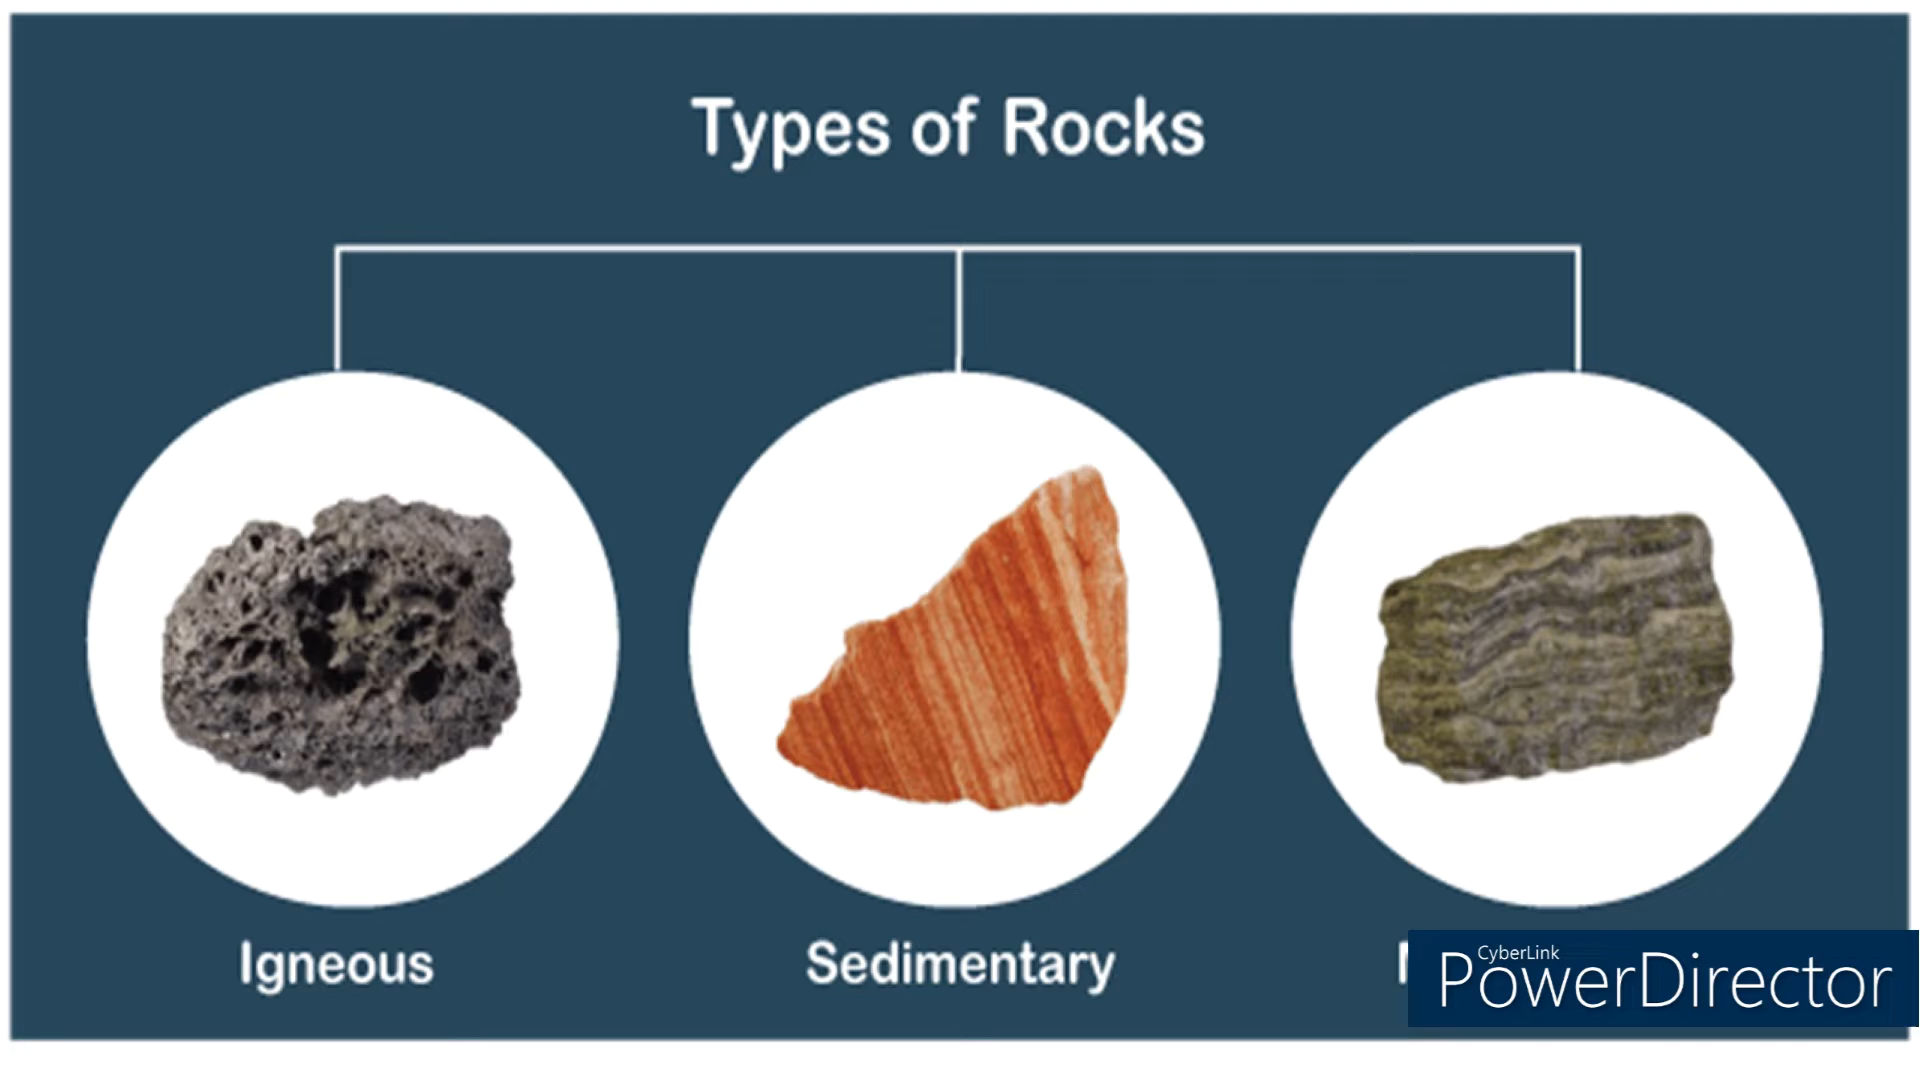 Types of Rocks
Igneous
Sedimentary
CyberLink
PowerDirector